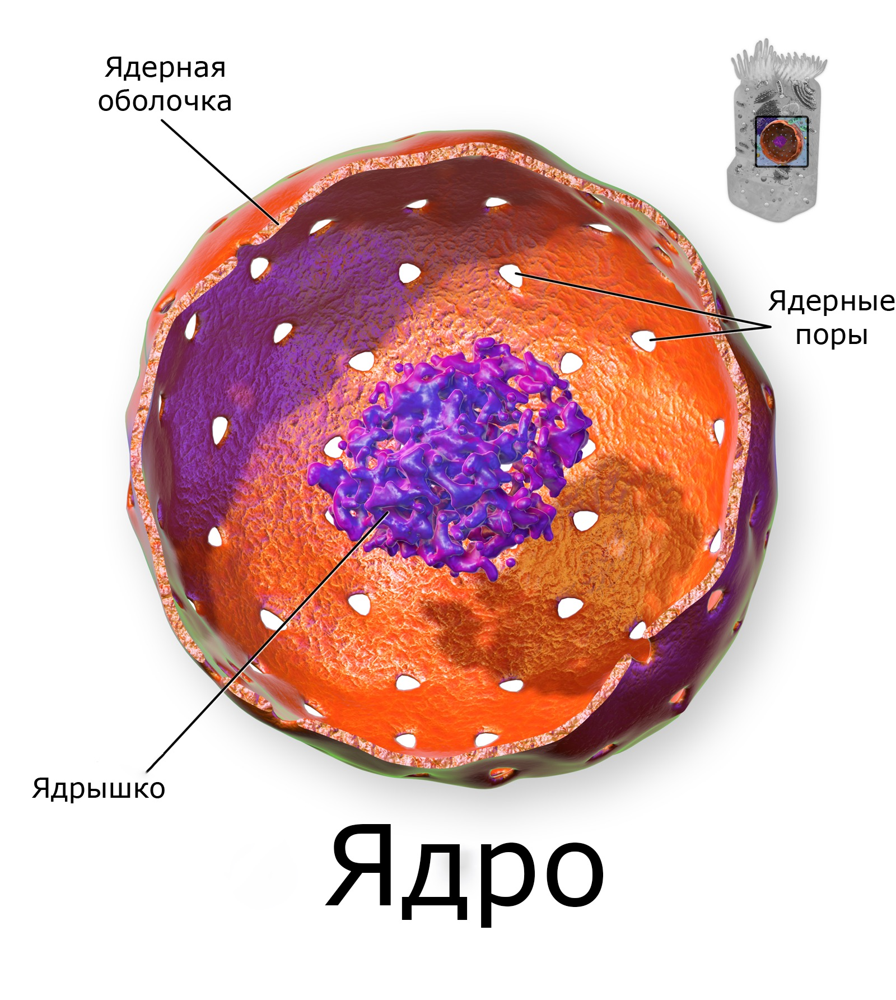 Ядерная
оболочка
Ядерные
поры
Ядрышко
Ядро